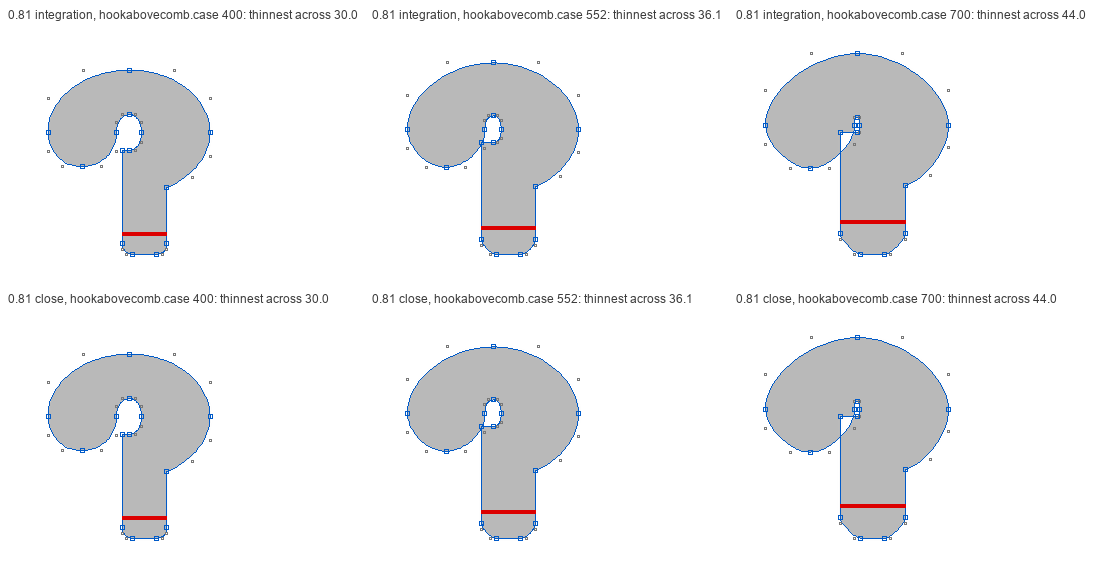 0.81 integration, hookabovecomb.case 400: thinnest across 30.0
0.81 integration, hookabovecomb.case 552: thinnest across 36.1
0.81 integration, hookabovecomb.case 700: thinnest across 44.0
0.81 close, hookabovecomb.case 400: thinnest across 30.0
0.81 close, hookabovecomb.case 552: thinnest across 36.1
0.81 close, hookabovecomb.case 700: thinnest across 44.0